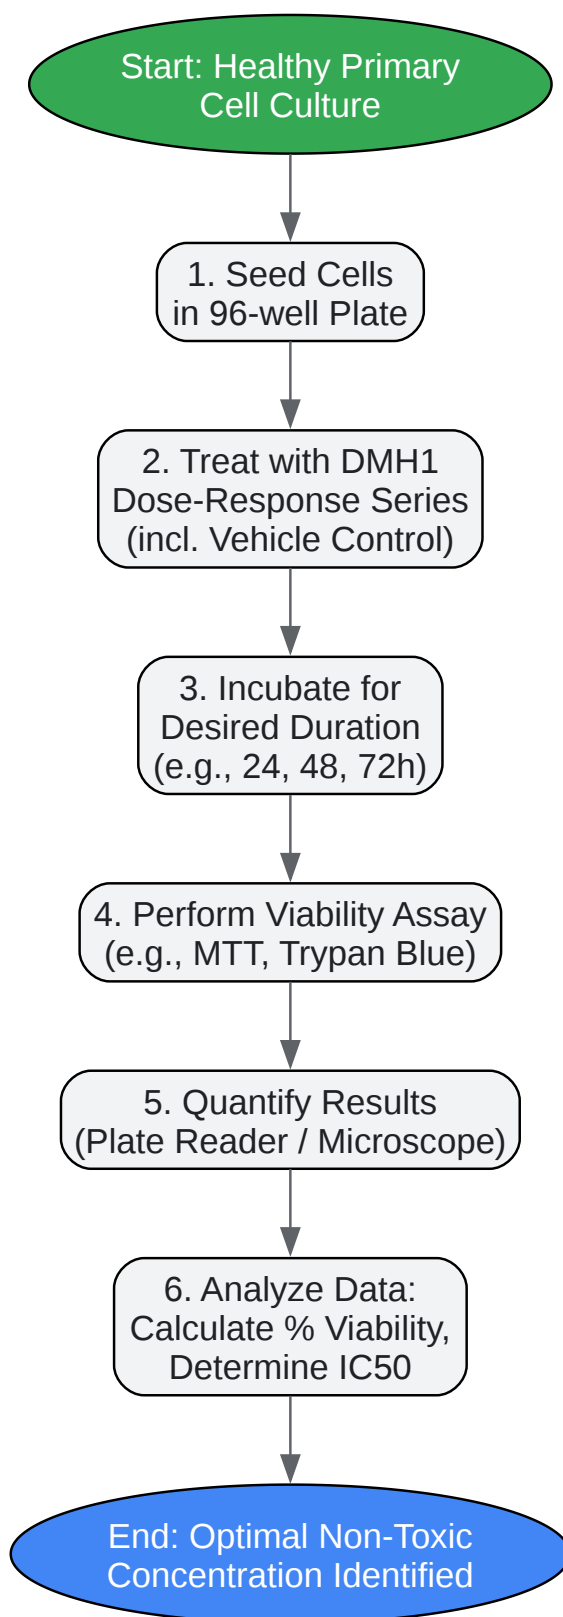 Start: Healthy Primary
Cell Culture
1. Seed Cells
in 96-well Plate
2. Treat with DMH1
Dose-Response Series
(incl. Vehicle Control)
3. Incubate for
Desired Duration
(e.g., 24, 48, 72h)
4. Perform Viability Assay
(e.g., MTT, Trypan Blue)
5. Quantify Results
(Plate Reader / Microscope)
6. Analyze Data:
Calculate % Viability,
Determine IC50
End: Optimal Non-Toxic
Concentration Identified